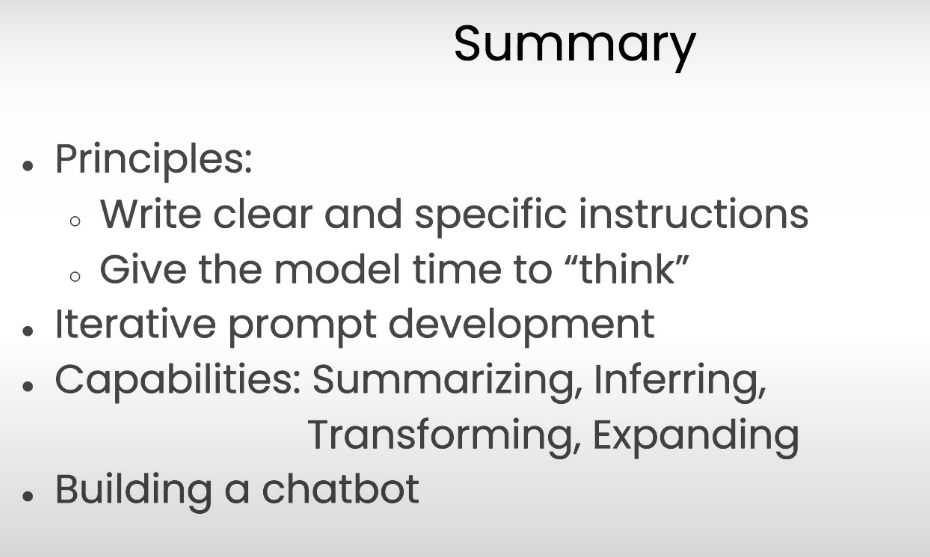 Summary
• Principles:
◦ Write clear and specific instructions
◦ Give the model time to “think”
• Iterative prompt development
• Capabilities: Summarizing, Inferring,
Transforming, Expanding
• Building a chatbot